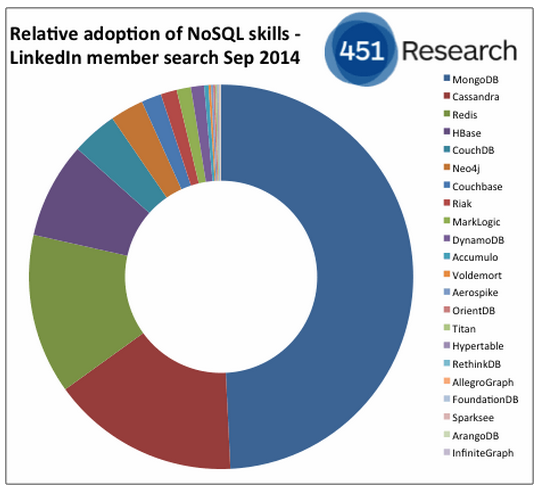 Relative adoption of NoSQL skills -
LinkedIn member search Sep 2014
451 Research
MongoDB
Cassandra
Redis
HBase
CouchDB
Neo4j
Couchbase
Riak
MarkLogic
DynamoDB
Accumulo
Voldemort
Aerospike
OrientDB
Titan
Hypertable
RethinkDB
AllegroGraph
FoundationDB
Sparksee
ArangoDB
InfiniteGraph